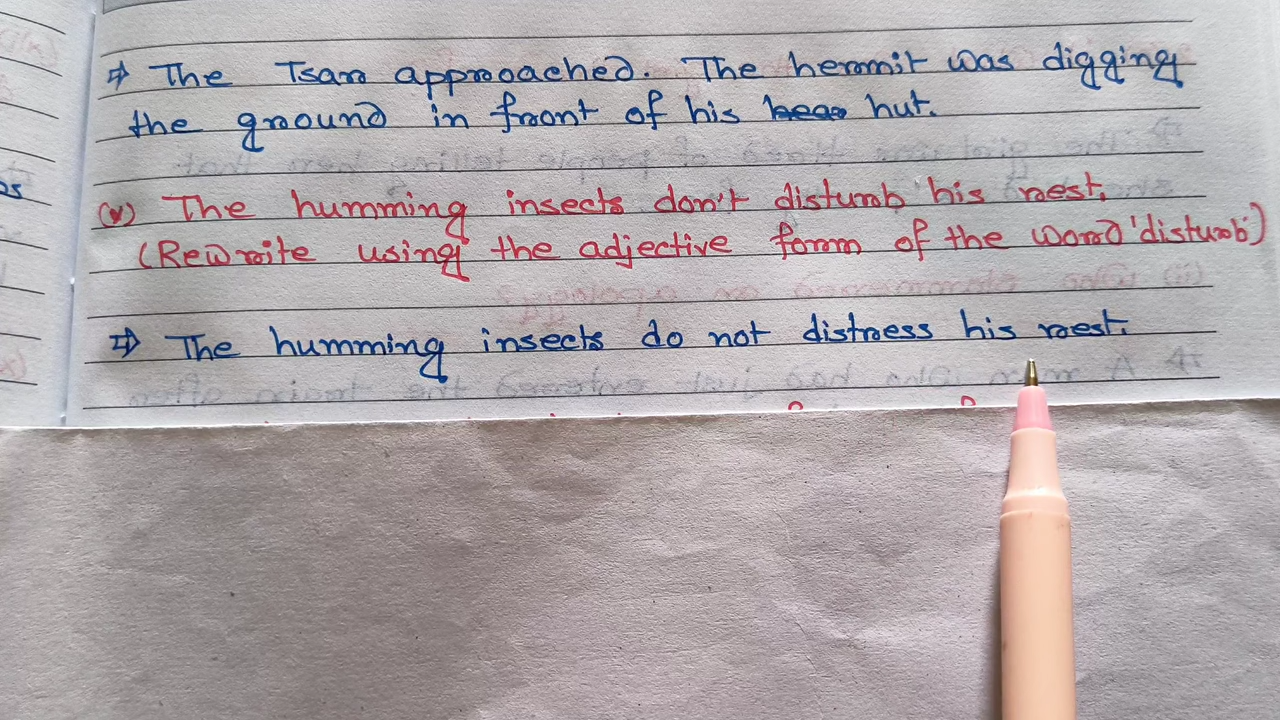 ⇒ The Tsar approached. The hermit was digging
the ground in front of his hut.
(v) The humming insects don't disturb his rest.
(Rewrite using the adjective form of the word 'disturb')
⇒ The humming insects do not distress his rest.